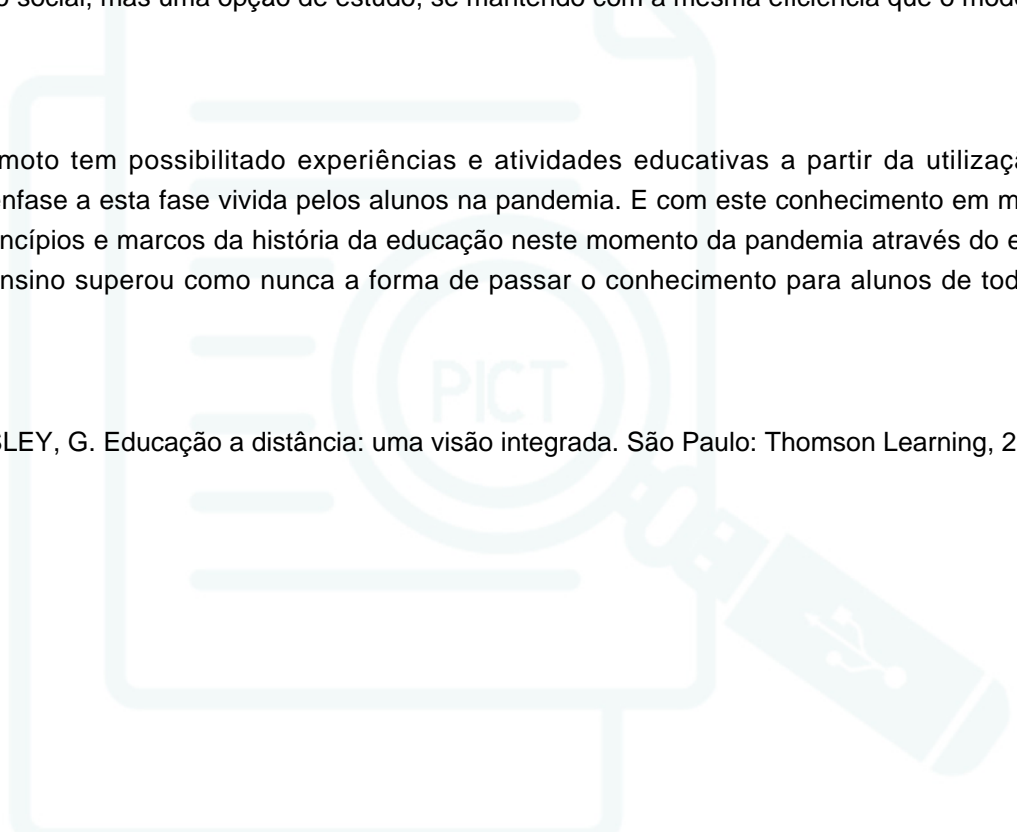 social, mas uma opção de estudo, se mantendo com a mesma eficiência que o
moto tem possibilitado experiências e atividades educativas a partir da
nfase a esta fase vivida pelos alunos na pandemia. E com este conhecimento em
ncípios e marcos da história da educação neste momento da pandemia através do
nsino superou como nunca a forma de passar o conhecimento para alunos de
PICT
SLEY, G. Educação a distância: uma visão integrada. São Paulo: Thomson Learning, 2